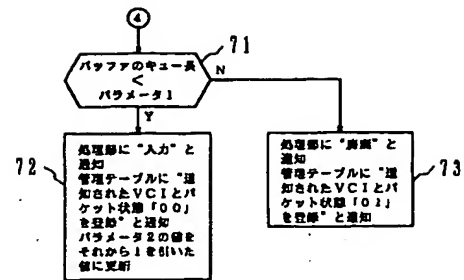 4
71
バッファのキュー長
<
パラメータ1
N
Y
72
処理部に“入力”と
通知
管理テーブルに“通
知されたVCIとパ
ケット状態「00」
を登録”と通知
パラメータ2の値を
それから1を引いた
値に更新
処理部に“廃棄”と
通知
管理テーブルに“通
知されたVCIとパ
ケット状態「01」
を登録”と通知
73